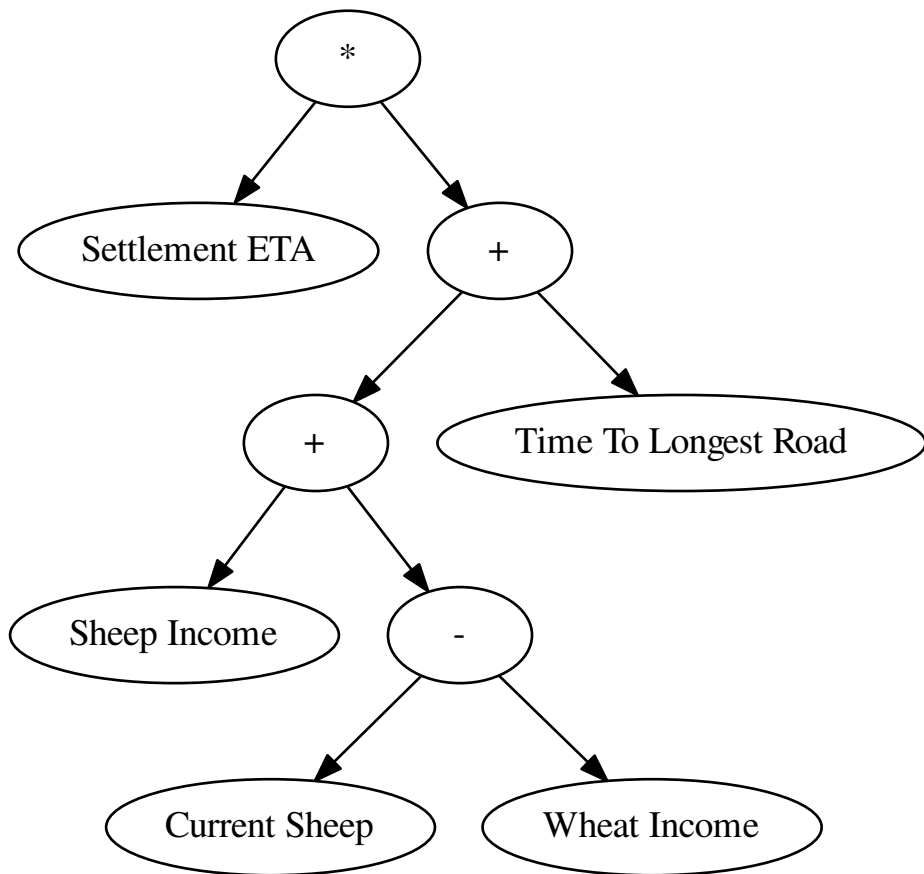 *
Settlement ETA
+
+
Time To Longest Road
Sheep Income
-
Current Sheep
Wheat Income